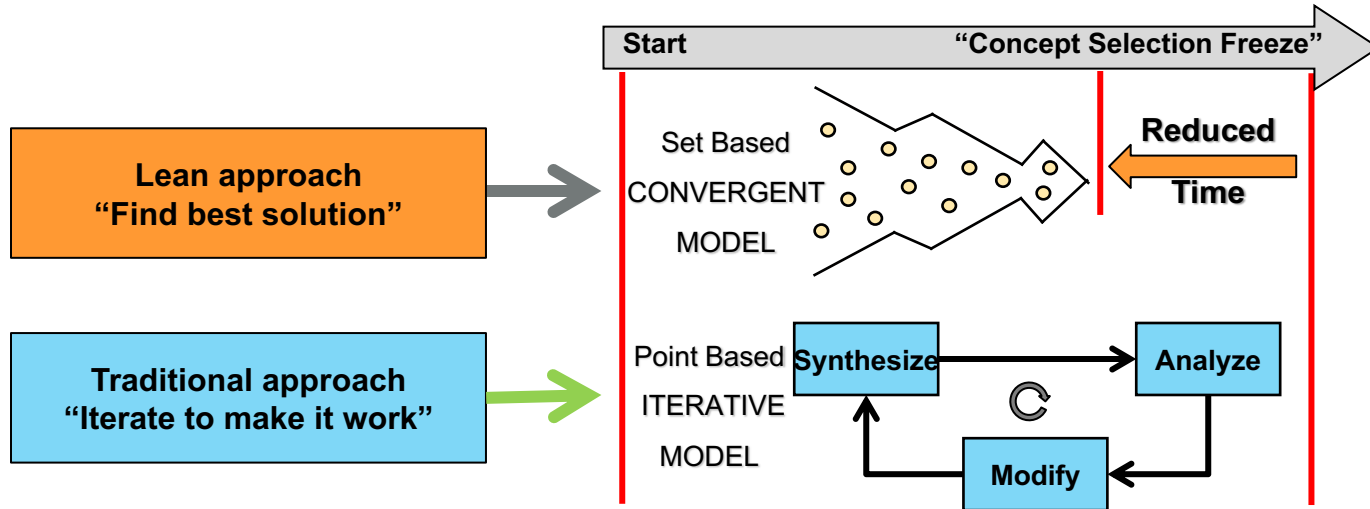 Start
“Concept Selection Freeze”
Lean approach
“Find best solution”
Set Based
CONVERGENT
MODEL
Reduced
Time
Traditional approach
“Iterate to make it work”
Point Based
ITERATIVE
MODEL
Synthesize
Analyze
Modify